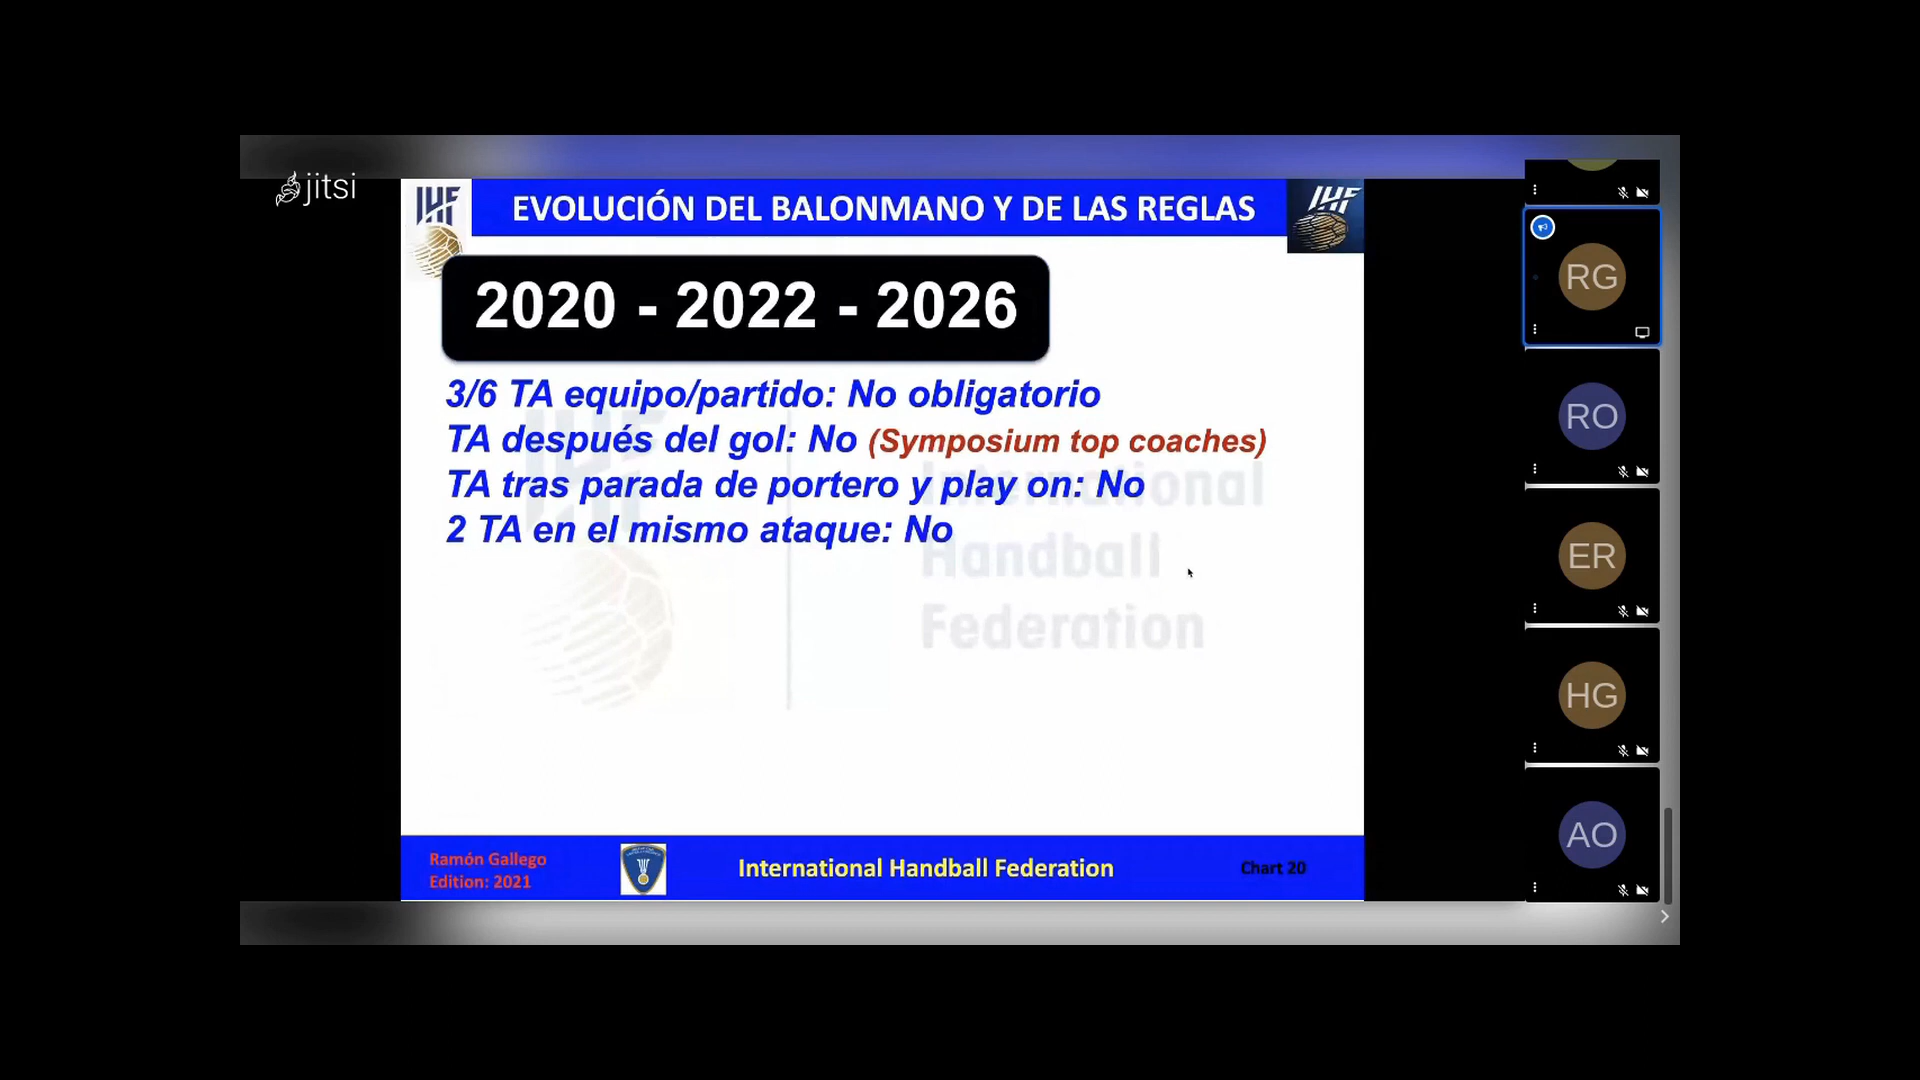 jitsi
IHF
IHF
EVOLUCIÓN DEL BALONMANO Y DE LAS REGLAS
2020 - 2022 - 2026
3/6 TA equipo/partido: No obligatorio
TA después del gol: No (Symposium top coaches)
TA tras parada de portero y play on: No
2 TA en el mismo ataque: No
International
Handball
Federation
Ramón Gallego
Edition: 2021
International Handball Federation
Chart 20
RG
RO
ER
HG
AO